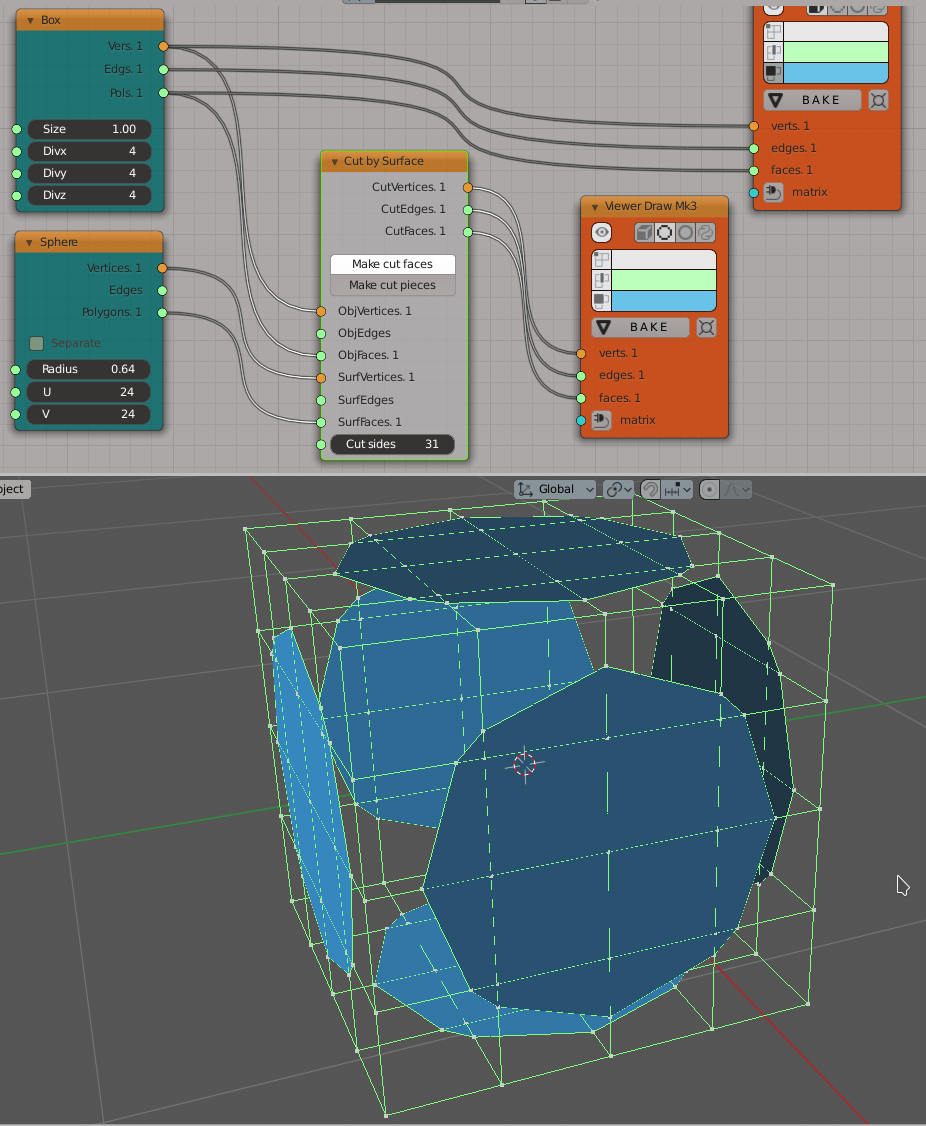 Box
Vers. 1
Edgs. 1
Pols. 1
Size 1.00
Divx 4
Divy 4
Divz 4
Sphere
Vertices. 1
Edges
Polygons. 1
Separate
Radius 0.64
U 24
V 24
Cut by Surface
CutVertices. 1
CutEdges. 1
CutFaces. 1
Make cut faces
Make cut pieces
ObjVertices. 1
ObjEdges
ObjFaces. 1
SurfVertices. 1
SurfEdges
SurfFaces. 1
Cut sides 31
Viewer Draw Mk3
BAKE
verts. 1
edges. 1
faces. 1
matrix
BAKE
verts. 1
edges. 1
faces. 1
matrix
oject
Global